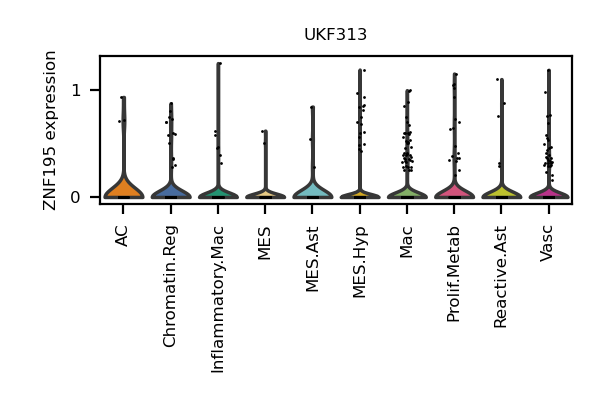 UKF313
ZNF195 expression
1
0
AC
Chromatin.Reg
Inflammatory.Mac
MES
MES.Ast
MES.Hyp
Mac
Prolif.Metab
Reactive.Ast
Vasc